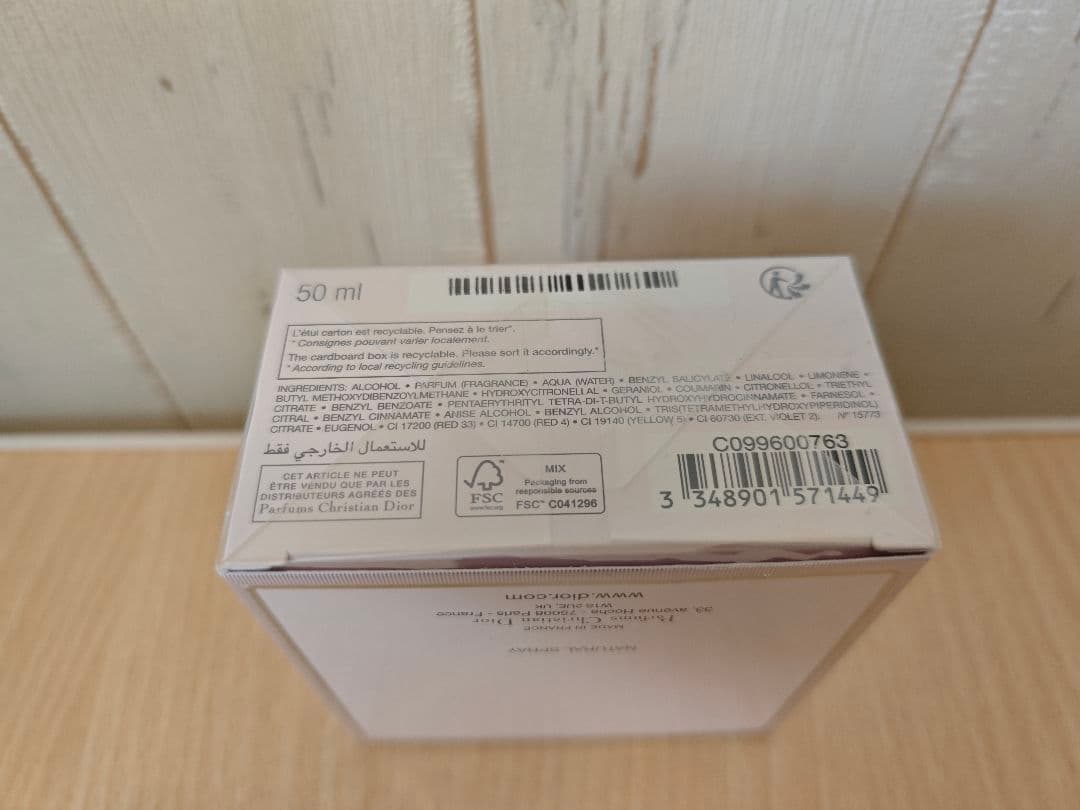 50 ml
L'étui carton est recyclable. Pensez à le trier*.
*Consignes pouvant varier localement.
The cardboard box is recyclable. Please sort it accordingly.*
*According to local recycling guidelines.
INGREDIENTS: ALCOHOL • PARFUM (FRAGRANCE) • AQUA (WATER) • BENZYL SALICYLATE • LINALOOL • LIMONENE •
BUTYL METHOXYDIBENZOYLMETHANE • HYDROXYCITRONELLAL • GERANIOL • COUMARIN • CITRONELLOL • TRIETHYL
CITRATE • BENZYL BENZOATE • PENTAERYTHRITYL TETRA-DI-T-BUTYL HYDROXYHYDROCINNAMATE • FARNESOL •
CITRAL • BENZYL CINNAMATE • ANISE ALCOHOL • BENZYL ALCOHOL • TRIS(TETRAMETHYLHYDROXYPIPERIDINOL)
CITRATE • EUGENOL • CI 17200 (RED 33) • CI 14700 (RED 4) • CI 19140 (YELLOW 5) • CI 60730 (EXT. VIOLET 2). N° 15773
للاستعمال الخارجي فقط
CET ARTICLE NE PEUT
ÊTRE VENDU QUE PAR LES
DISTRIBUTEURS AGRÉÉS DES
Parfums Christian Dior
FSC
www.fsc.org
MIX
Packaging from
responsible sources
FSC™ C041296
C099600763
3 348901 571449
NATURAL SPRAY
MADE IN FRANCE
Parfums Christian Dior
33, avenue Hoche - 75008 Paris - France
W1S 2UE, UK
www.dior.com